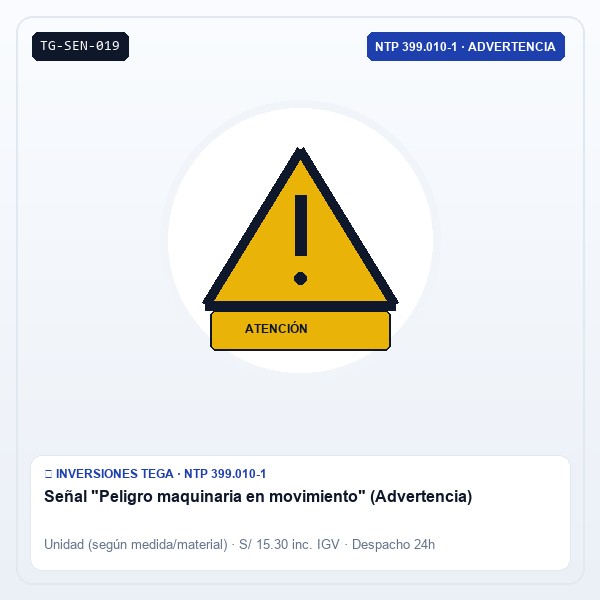 TG-SEN-019
NTP 399.010-1 · ADVERTENCIA
ATENCIÓN
INVERSIONES TEGA · NTP 399.010-1
Señal "Peligro maquinaria en movimiento" (Advertencia)
Unidad (según medida/material) · S/ 15.30 inc. IGV · Despacho 24h